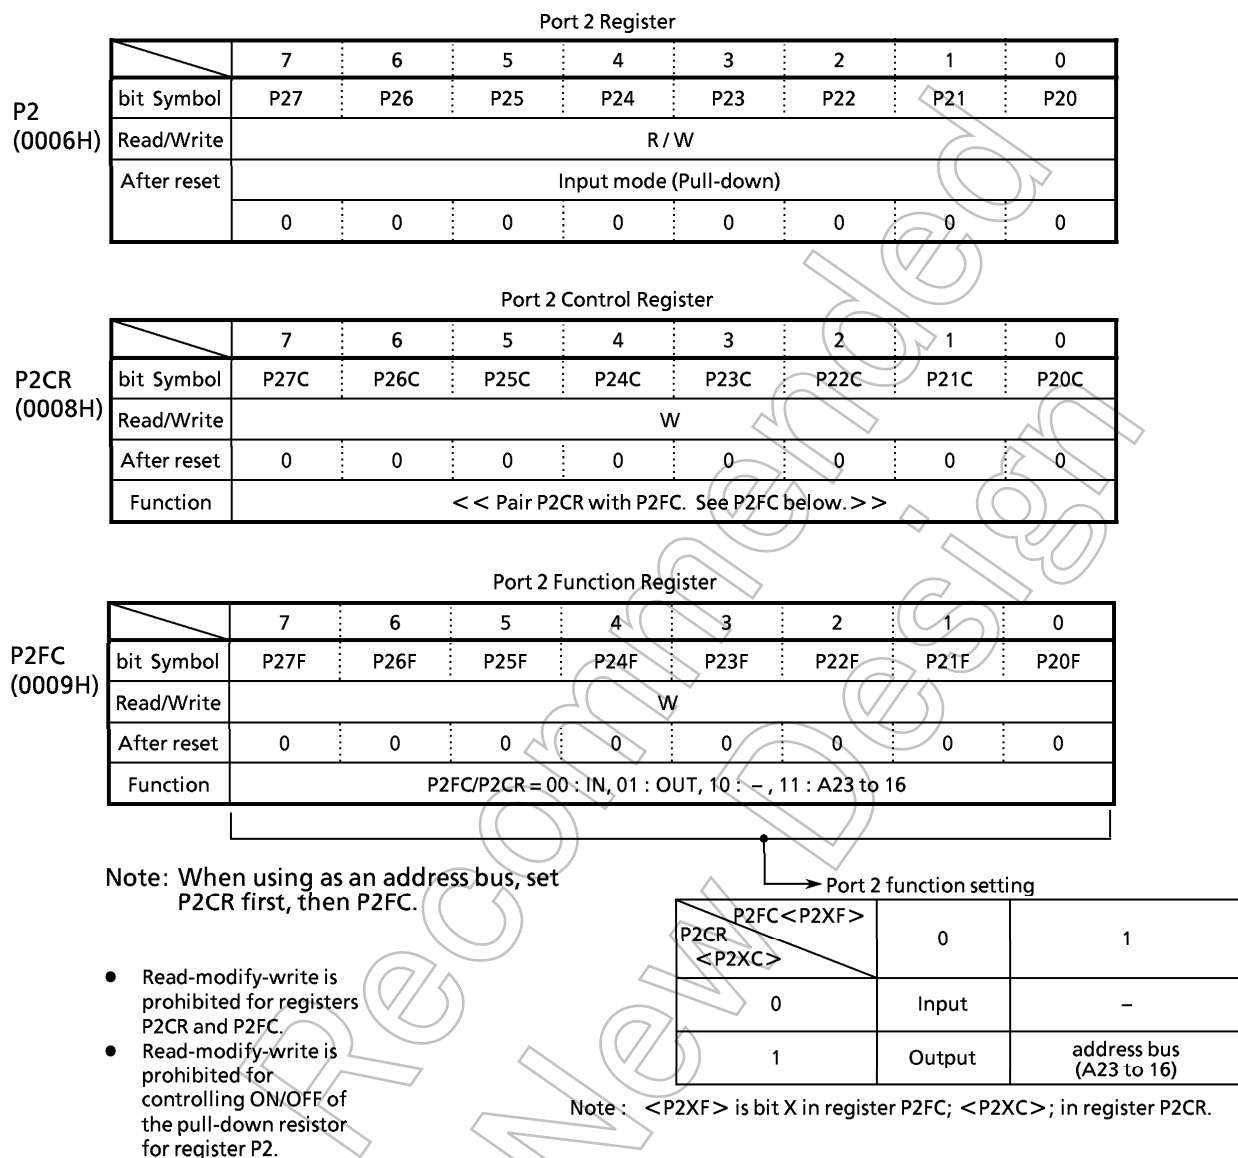 Port 2 Register
7 6 5 4 3 2 1 0
P2
(0006H)
bit Symbol P27 P26 P25 P24 P23 P22 P21 P20
Read/Write R / W
After reset Input mode (Pull-down)
0 0 0 0 0 0 0 0
Port 2 Control Register
7 6 5 4 3 2 1 0
P2CR
(0008H)
bit Symbol P27C P26C P25C P24C P23C P22C P21C P20C
Read/Write W
After reset 0 0 0 0 0 0 0 0
Function < < Pair P2CR with P2FC. See P2FC below. > >
Port 2 Function Register
7 6 5 4 3 2 1 0
P2FC
(0009H)
bit Symbol P27F P26F P25F P24F P23F P22F P21F P20F
Read/Write W
After reset 0 0 0 0 0 0 0 0
Function P2FC/P2CR = 00 : IN, 01 : OUT, 10 : – , 11 : A23 to 16
Note: When using as an address bus, set
P2CR first, then P2FC.
Port 2 function setting
P2FC<P2XF>
P2CR
<P2XC>
0 1
0 Input –
1 Output address bus
(A23 to 16)
Note : <P2XF> is bit X in register P2FC; <P2XC>; in register P2CR.
● Read-modify-write is
prohibited for registers
P2CR and P2FC.
● Read-modify-write is
prohibited for
controlling ON/OFF of
the pull-down resistor
for register P2.
Recommended
New Design